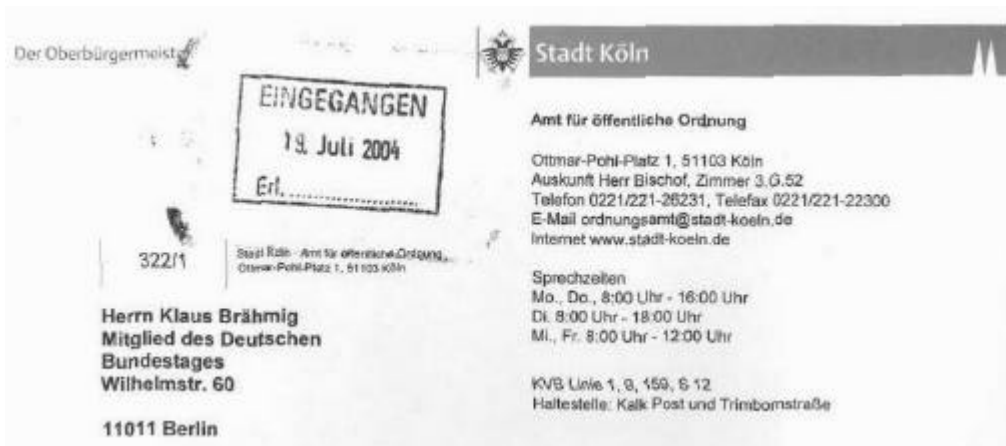 Der Oberbürgermeister
Stadt Köln
EINGEGANGEN
19. Juli 2004
Erl. ........................
Amt für öffentliche Ordnung
Ottmar-Pohl-Platz 1, 51103 Köln
Auskunft Herr Bischof, Zimmer 3.G.52
Telefon 0221/221-26231, Telefax 0221/221-22300
E-Mail ordnungsamt@stadt-koeln.de
Internet www.stadt-koeln.de
Sprechzeiten
Mo., Do., 8:00 Uhr - 16:00 Uhr
Di. 8:00 Uhr - 18:00 Uhr
Mi., Fr. 8:00 Uhr - 12:00 Uhr
KVB Linie 1, 9, 159, S 12
Haltestelle: Kalk Post und Trimbornstraße
322/1
Stadt Köln - Amt für öffentliche Ordnung
Ottmar-Pohl-Platz 1, 51103 Köln
Herrn Klaus Brähmig
Mitglied des Deutschen
Bundestages
Wilhelmstr. 60
11011 Berlin